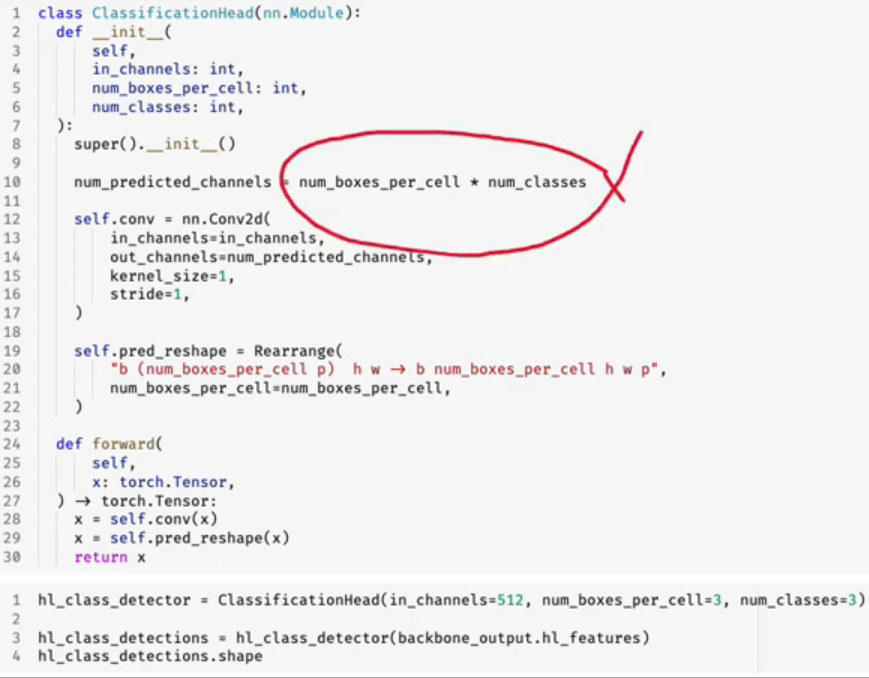 1 class ClassificationHead(nn.Module):
2 def __init__(
3 self,
4 in_channels: int,
5 num_boxes_per_cell: int,
6 num_classes: int,
7 ):
8 super().__init__()
9
10 num_predicted_channels = num_boxes_per_cell * num_classes
11
12 self.conv = nn.Conv2d(
13 in_channels=in_channels,
14 out_channels=num_predicted_channels,
15 kernel_size=1,
16 stride=1,
17 )
18
19 self.pred_reshape = Rearrange(
20 "b (num_boxes_per_cell p)  h w → b num_boxes_per_cell h w p",
21 num_boxes_per_cell=num_boxes_per_cell,
22 )
23
24 def forward(
25 self,
26 x: torch.Tensor,
27 ) → torch.Tensor:
28 x = self.conv(x)
29 x = self.pred_reshape(x)
30 return x
1 hl_class_detector = ClassificationHead(in_channels=512, num_boxes_per_cell=3, num_classes=3)
2
3 hl_class_detections = hl_class_detector(backbone_output.hl_features)
4 hl_class_detections.shape